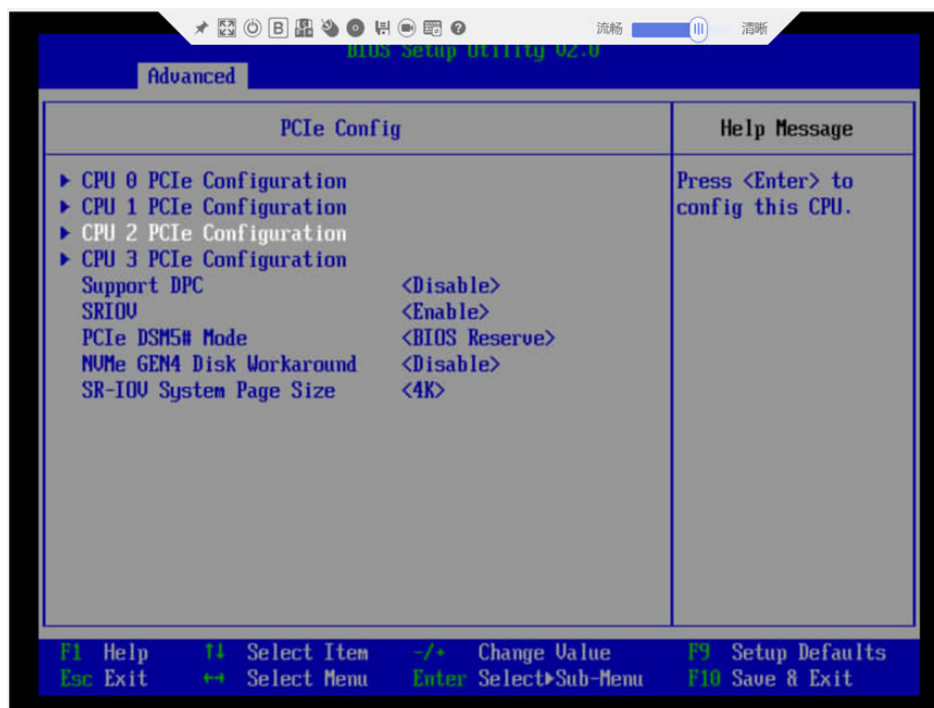 流畅 清晰
BIOS Setup Utility V2.0
Advanced
PCIe Config
Help Message
▶ CPU 0 PCIe Configuration
▶ CPU 1 PCIe Configuration
▶ CPU 2 PCIe Configuration
▶ CPU 3 PCIe Configuration
Support DPC <Disable>
SRIOV <Enable>
PCIe DSM5# Mode <BIOS Reserve>
NVMe GEN4 Disk Workaround <Disable>
SR-IOV System Page Size <4K>
Press <Enter> to
config this CPU.
F1 Help ↑↓ Select Item -/+ Change Value F9 Setup Defaults
Esc Exit ←→ Select Menu Enter Select▶Sub-Menu F10 Save & Exit